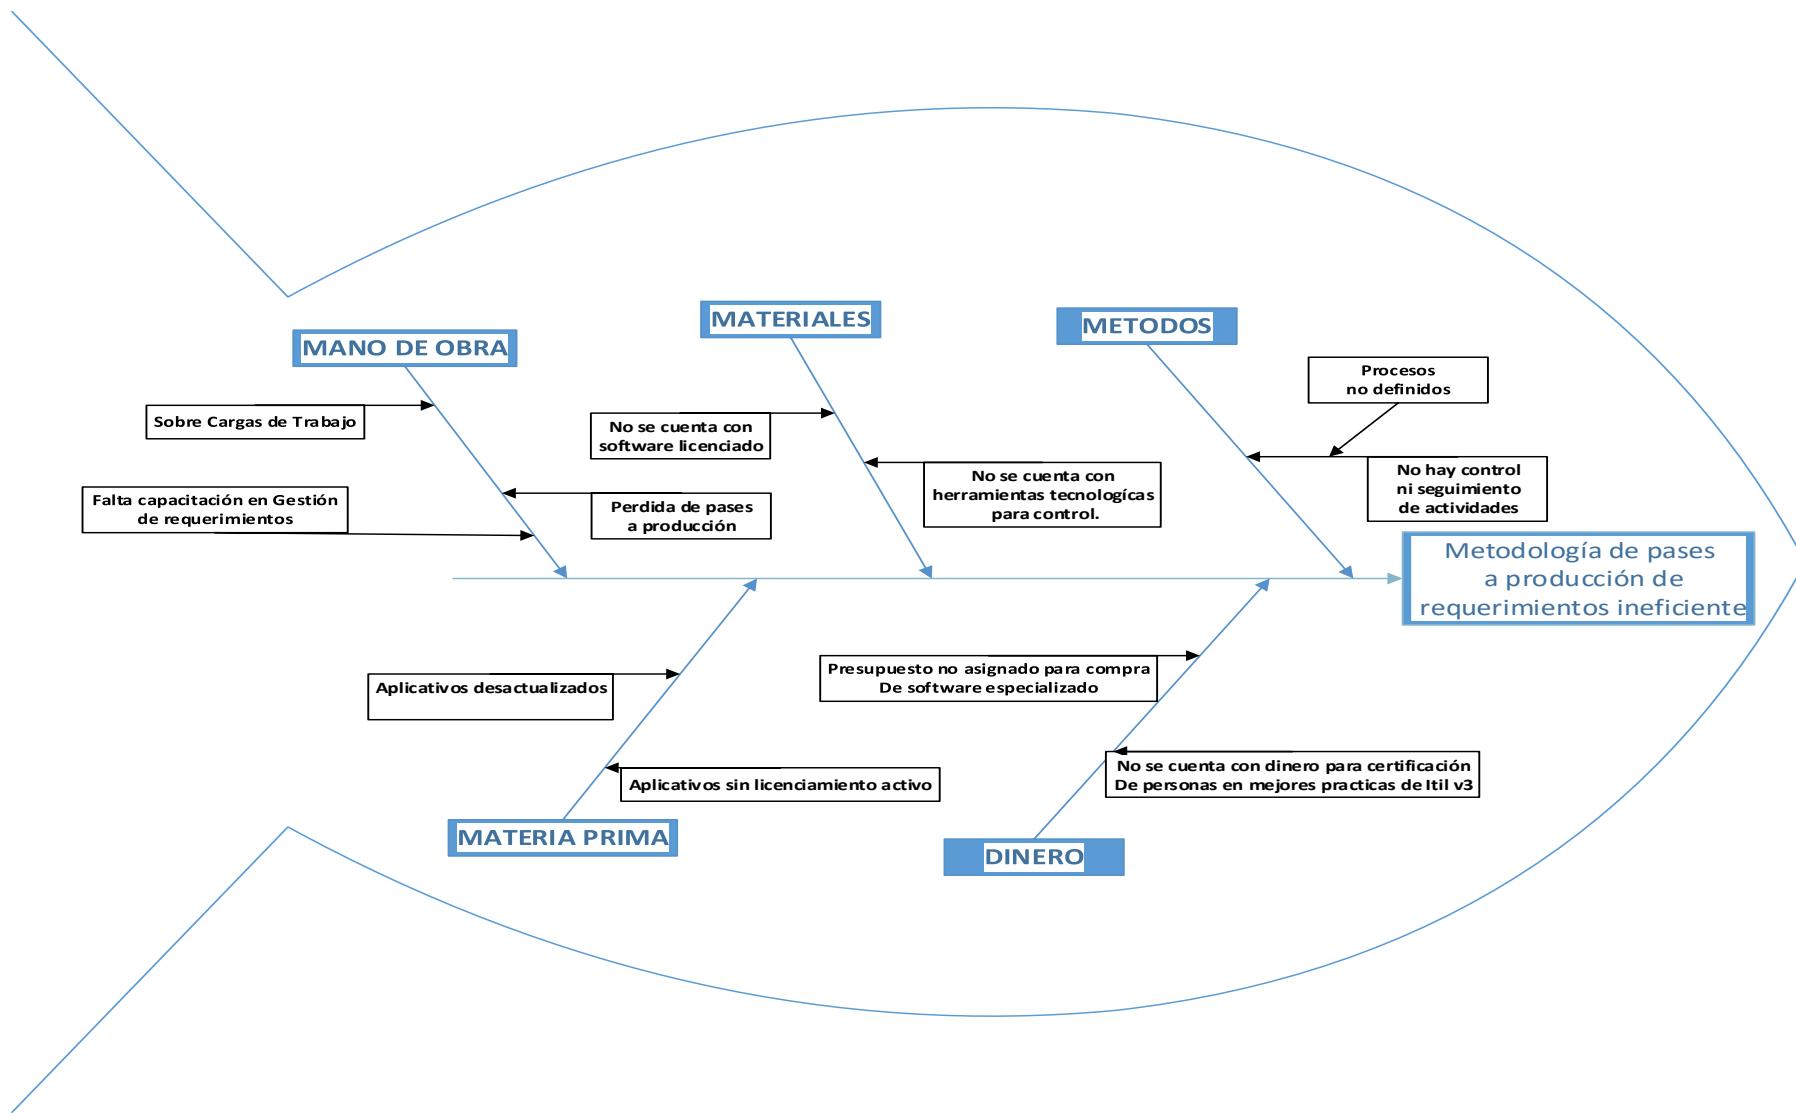 MATERIALES
METODOS
MANO DE OBRA
Procesos
no definidos
Sobre Cargas de Trabajo
No se cuenta con
software licenciado
No se cuenta con
herramientas tecnologícas
para control.
No hay control
ni seguimiento
de actividades
Falta capacitación en Gestión
de requerimientos
Perdida de pases
a producción
Metodología de pases
a producción de
requerimientos ineficiente
Aplicativos desactualizados
Presupuesto no asignado para compra
De software especializado
Aplicativos sin licenciamiento activo
No se cuenta con dinero para certificación
De personas en mejores practicas de Itil v3
MATERIA PRIMA
DINERO